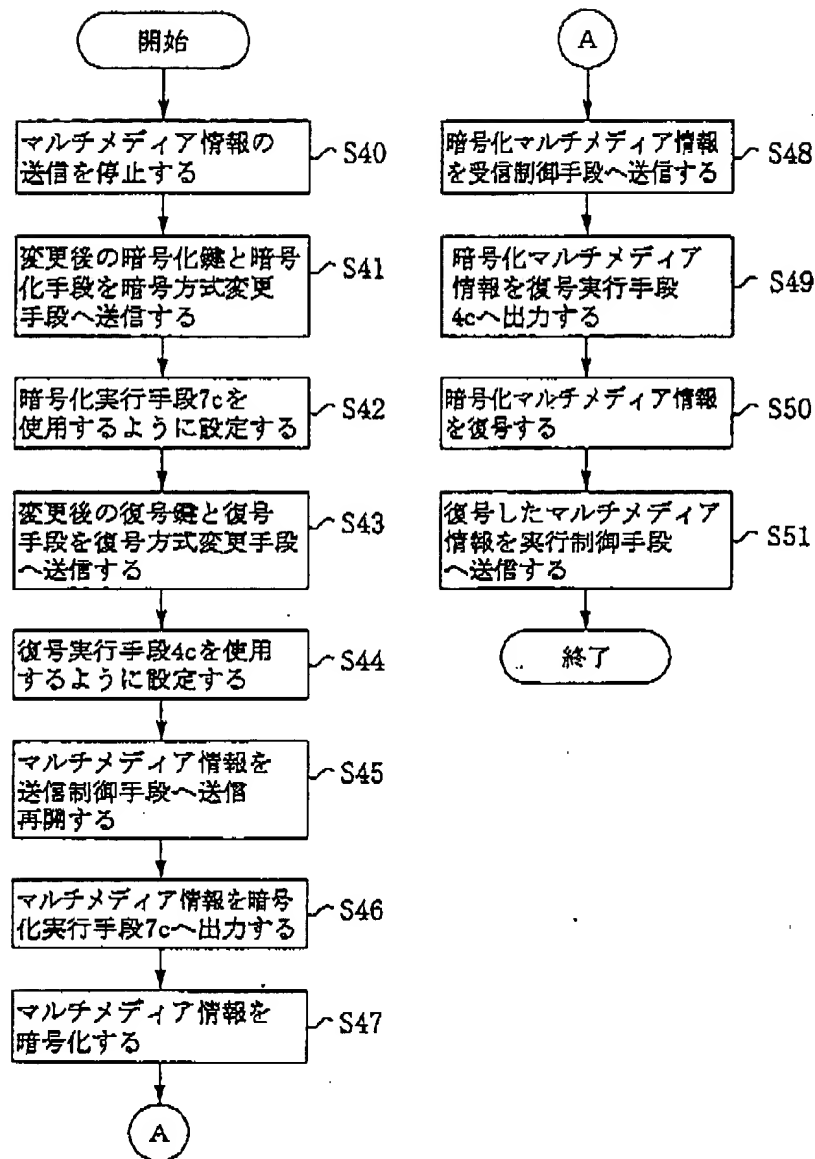 開始
マルチメディア情報の
送信を停止する
S40
変更後の暗号化鍵と暗号
化手段を暗号方式変更
手段へ送信する
S41
暗号化実行手段7cを
使用するように設定する
S42
変更後の復号鍵と復号
手段を復号方式変更手段
へ送信する
S43
復号実行手段4cを使用
するように設定する
S44
マルチメディア情報を
送信制御手段へ送信
再開する
S45
マルチメディア情報を暗号
化実行手段7cへ出力する
S46
マルチメディア情報を
暗号化する
S47
A
A
暗号化マルチメディア情報
を受信制御手段へ送信する
S48
暗号化マルチメディア
情報を復号実行手段
4cへ出力する
S49
暗号化マルチメディア情報
を復号する
S50
復号したマルチメディア
情報を実行制御手段
へ送信する
S51
終了